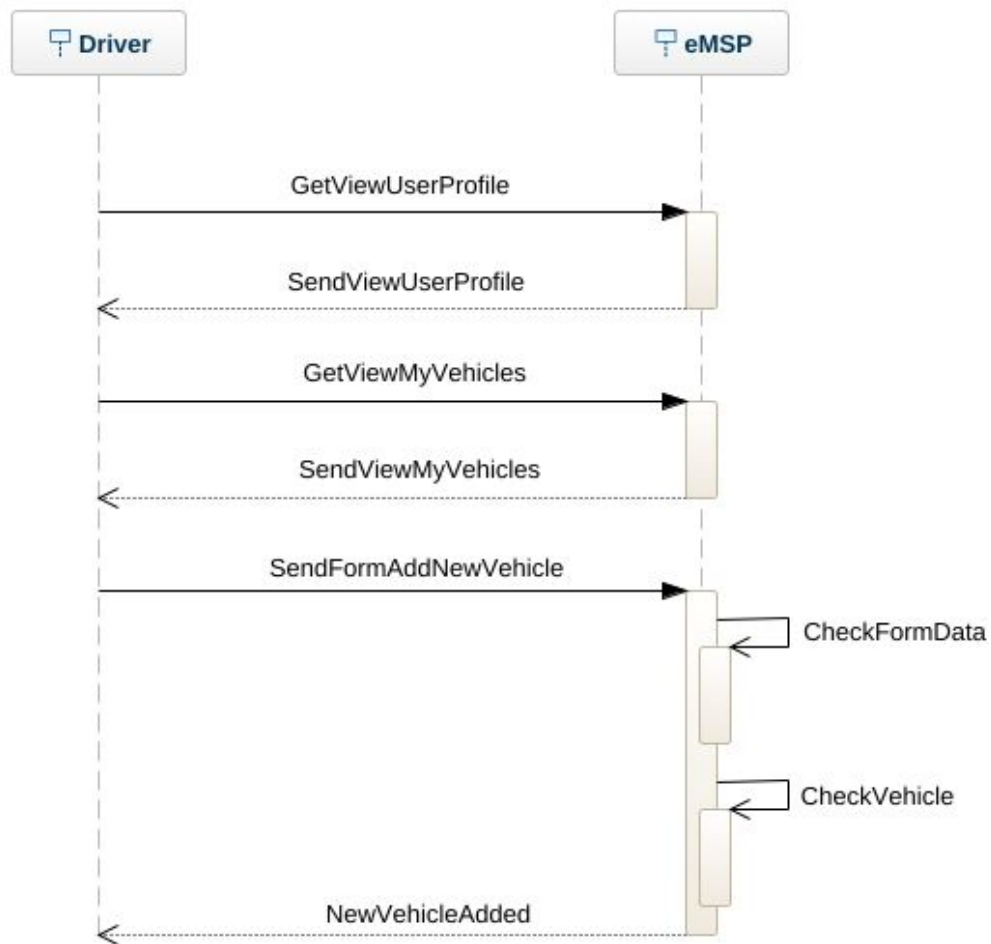 Driver
eMSP
GetViewUserProfile
SendViewUserProfile
GetViewMyVehicles
SendViewMyVehicles
SendFormAddNewVehicle
CheckFormData
CheckVehicle
NewVehicleAdded